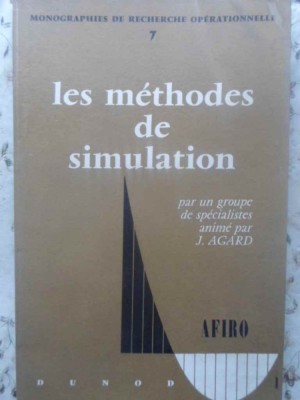 MONOGRAPHIES DE RECHERCHE OPÉRATIONNELLE
7
les méthodes
de
simulation
par un groupe
de spécialistes
animé par
J. AGARD
AFIRO
DUNOD